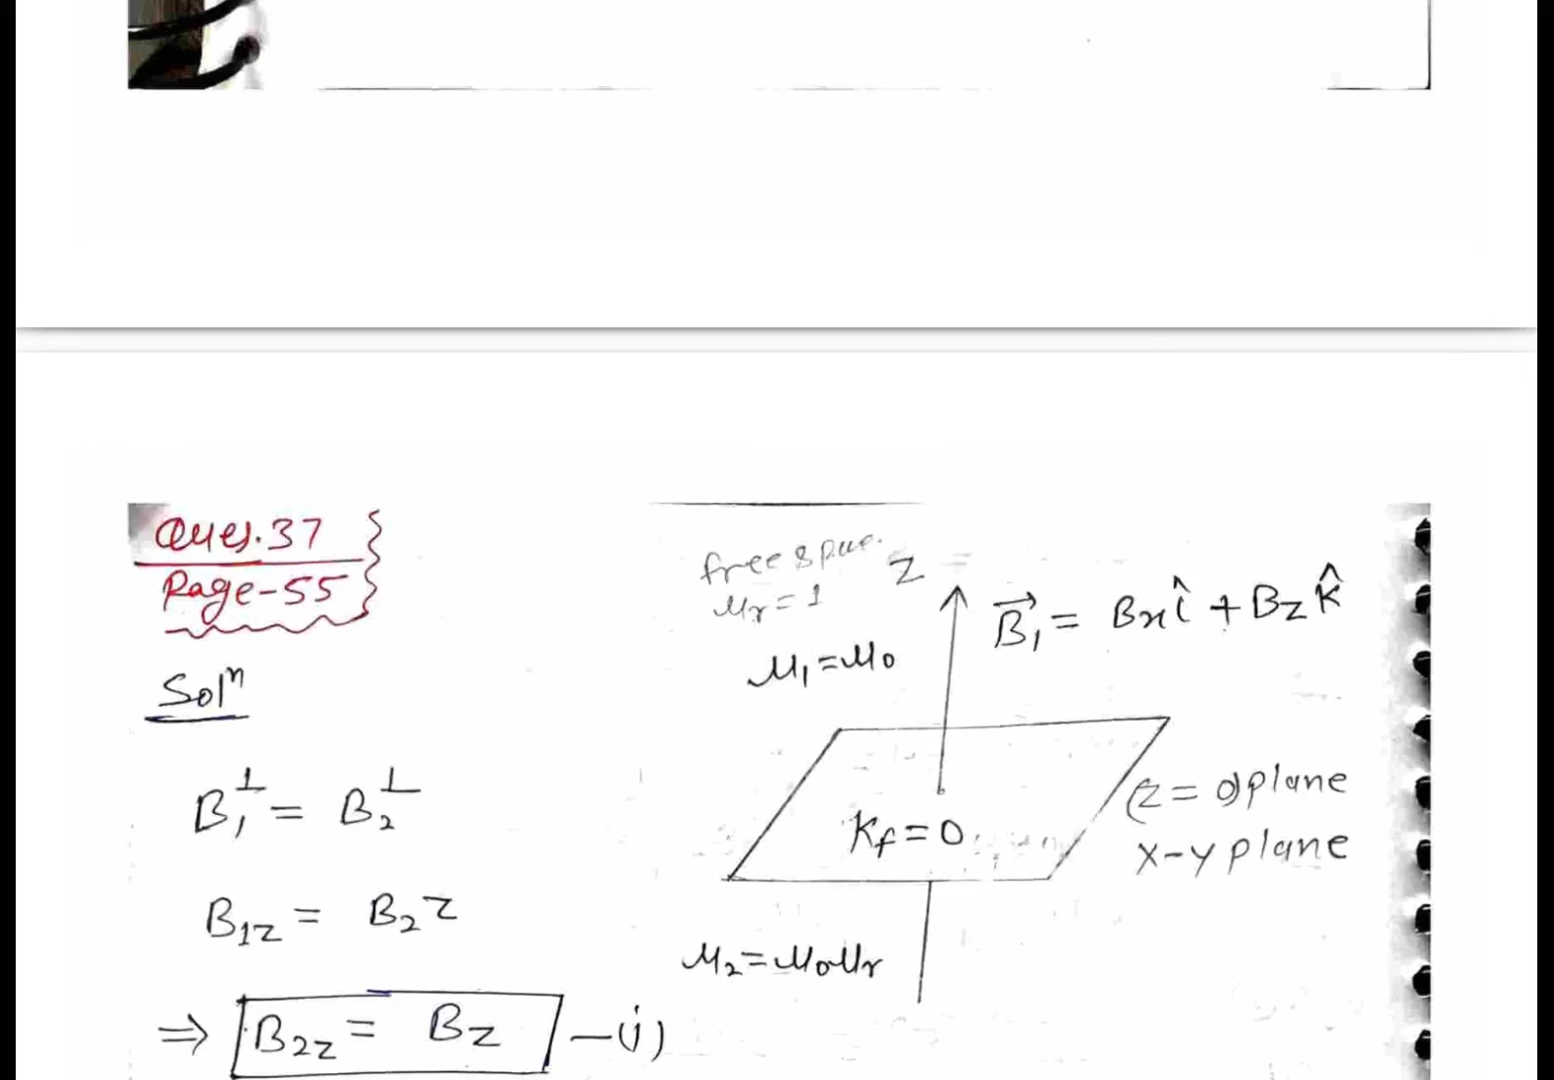 Ques.37
Page-55
Solⁿ
B₁^⊥ = B₂^⊥
B₁z = B₂z
⇒ B₂z = Bz —(i)
free space.
μr = 1
z
B⃗₁ = Bx î + Bz k̂
μ₁ = μ₀
(z = 0) plane
x-y plane
Kf = 0
μ₂ = μ₀μr